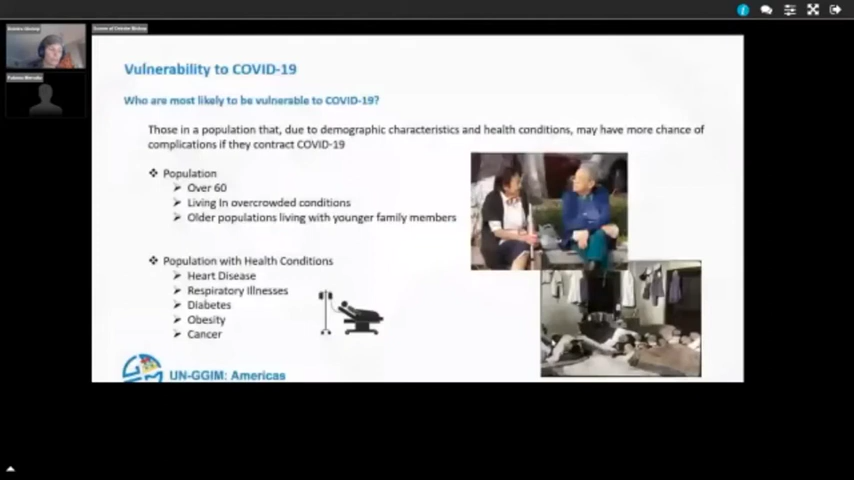 Vulnerability to COVID-19
Who are most likely to be vulnerable to COVID-19?
Those in a population that, due to demographic characteristics and health conditions, may have more chance of
complications if they contract COVID-19
❖ Population
➤ Over 60
➤ Living In overcrowded conditions
➤ Older populations living with younger family members
❖ Population with Health Conditions
➤ Heart Disease
➤ Respiratory Illnesses
➤ Diabetes
➤ Obesity
➤ Cancer
UN-GGIM: Americas